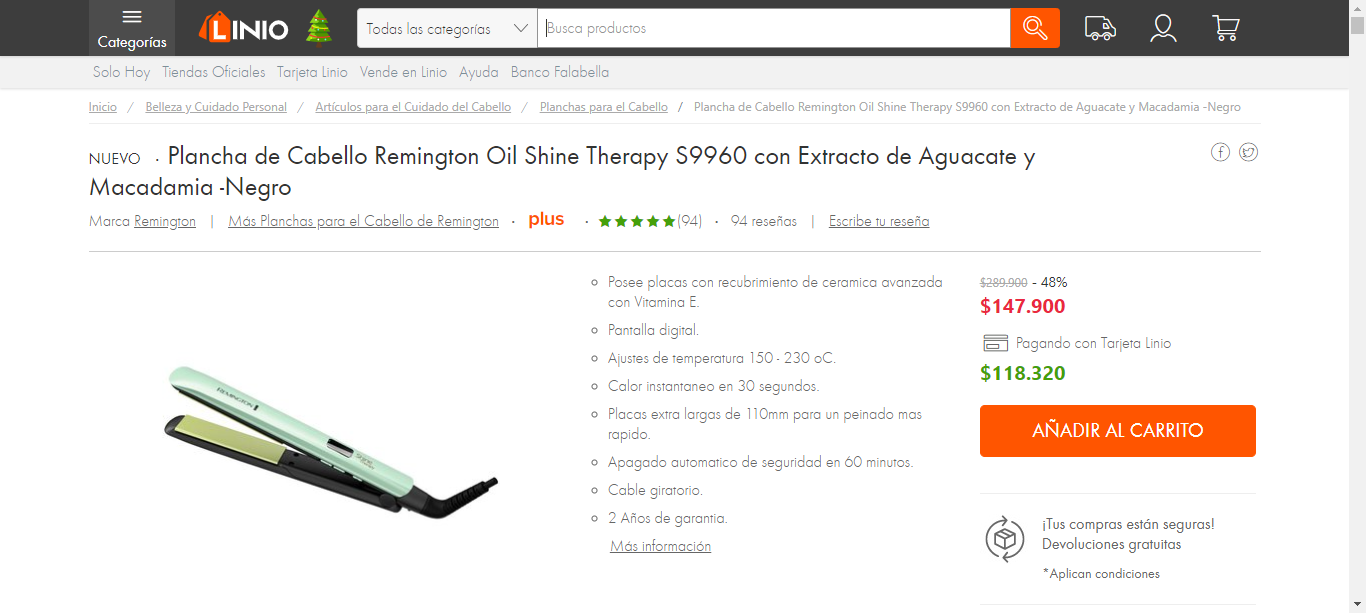 Categorías
LINIO
Todas las categorías
Busca productos
Solo Hoy Tiendas Oficiales Tarjeta Linio Vende en Linio Ayuda Banco Falabella
Inicio / Belleza y Cuidado Personal / Artículos para el Cuidado del Cabello / Planchas para el Cabello / Plancha de Cabello Remington Oil Shine Therapy S9960 con Extracto de Aguacate y Macadamia -Negro
NUEVO · Plancha de Cabello Remington Oil Shine Therapy S9960 con Extracto de Aguacate y
Macadamia -Negro
Marca Remington | Más Planchas para el Cabello de Remington · plus · (94) · 94 reseñas | Escribe tu reseña
REMINGTON
Posee placas con recubrimiento de ceramica avanzada
con Vitamina E.
Pantalla digital.
Ajustes de temperatura 150 - 230 oC.
Calor instantaneo en 30 segundos.
Placas extra largas de 110mm para un peinado mas
rapido.
Apagado automatico de seguridad en 60 minutos.
Cable giratorio.
2 Años de garantia.
Más información
$289.900 - 48%
$147.900
Pagando con Tarjeta Linio
$118.320
AÑADIR AL CARRITO
¡Tus compras están seguras!
Devoluciones gratuitas
*Aplican condiciones